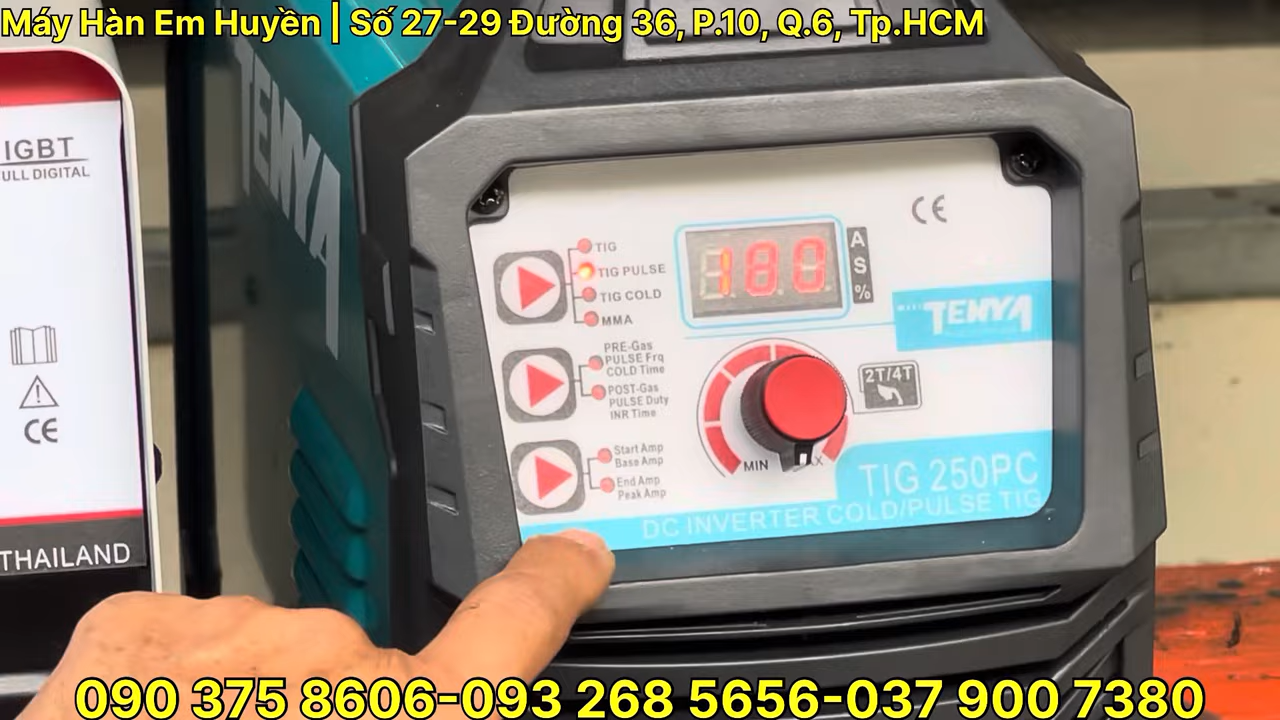 Máy Hàn Em Huyền | Số 27-29 Đường 36, P.10, Q.6, Tp.HCM
IGBT
ULL DIGITAL
CE
THAILAND
TENYA
CE
TIG
TIG PULSE
TIG COLD
MMA
180
A
S
%
TENYA
PRE-Gas
PULSE Frq
COLD Time
POST-Gas
PULSE Duty
INR Time
2T/4T
Start Amp
Base Amp
End Amp
Peak Amp
MIN
TIG 250PC
DC INVERTER COLD/PULSE TIG
090 375 8606-093 268 5656-037 900 7380